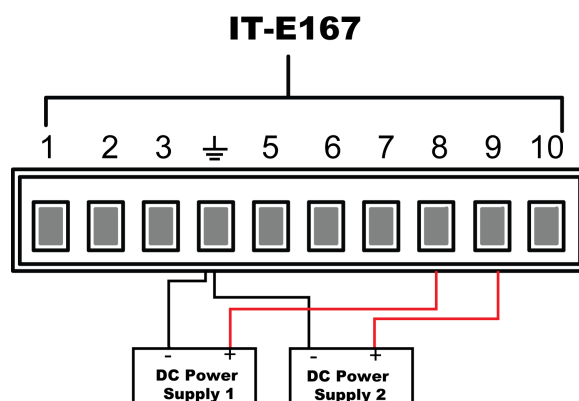 IT-E167
1 2 3 5 6 7 8 9 10
- + - +
DC Power DC Power
Supply 1 Supply 2